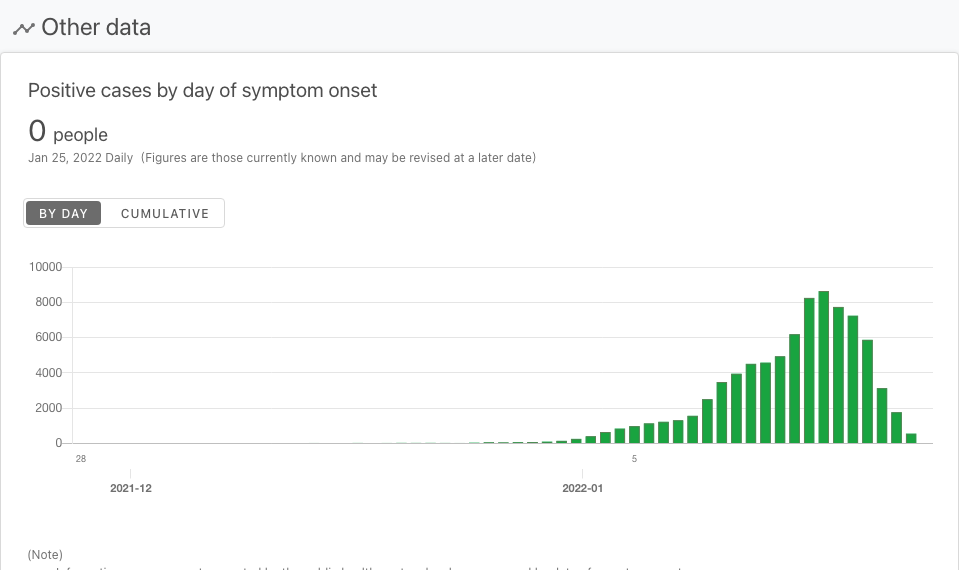 Other data
Positive cases by day of symptom onset
0 people
Jan 25, 2022 Daily (Figures are those currently known and may be revised at a later date)
BY DAY CUMULATIVE
10000
8000
6000
4000
2000
0
28 5
2021-12 2022-01
(Note)